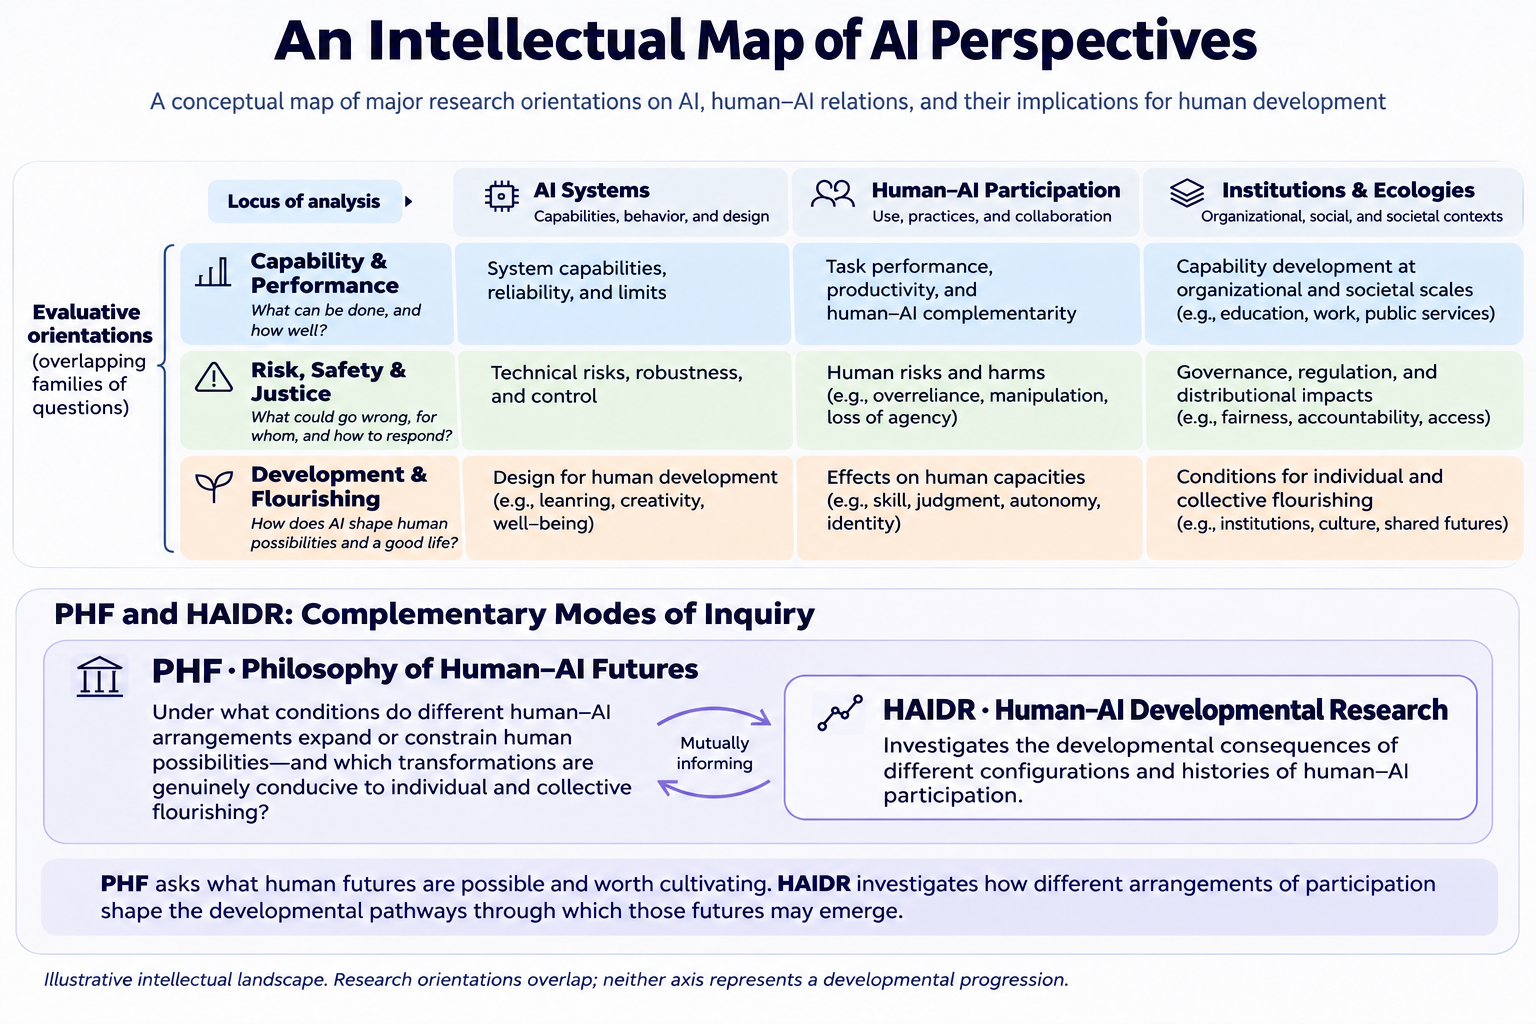 An Intellectual Map of AI Perspectives
A conceptual map of major research orientations on AI, human–AI relations, and their implications for human development
Locus of analysis
AI Systems
Capabilities, behavior, and design
Human–AI Participation
Use, practices, and collaboration
Institutions & Ecologies
Organizational, social, and societal contexts
Evaluative
orientations
(overlapping
families of
questions)
Capability &
Performance
What can be done, and
how well?
System capabilities,
reliability, and limits
Task performance,
productivity, and
human–AI complementarity
Capability development at
organizational and societal scales
(e.g., education, work, public services)
Risk, Safety &
Justice
What could go wrong, for
whom, and how to respond?
Technical risks, robustness,
and control
Human risks and harms
(e.g., overreliance, manipulation,
loss of agency)
Governance, regulation, and
distributional impacts
(e.g., fairness, accountability, access)
Development &
Flourishing
How does AI shape human
possibilities and a good life?
Design for human development
(e.g., leanring, creativity,
well–being)
Effects on human capacities
(e.g., skill, judgment, autonomy,
identity)
Conditions for individual and
collective flourishing
(e.g., institutions, culture, shared futures)
PHF and HAIDR: Complementary Modes of Inquiry
PHF · Philosophy of Human–AI Futures
Under what conditions do different human–AI
arrangements expand or constrain human
possibilities—and which transformations are
genuinely conducive to individual and collective
flourishing?
Mutually
informing
HAIDR · Human–AI Developmental Research
Investigates the developmental consequences of
different configurations and histories of human–AI
participation.
PHF asks what human futures are possible and worth cultivating. HAIDR investigates how different arrangements of participation
shape the developmental pathways through which those futures may emerge.
Illustrative intellectual landscape. Research orientations overlap; neither axis represents a developmental progression.